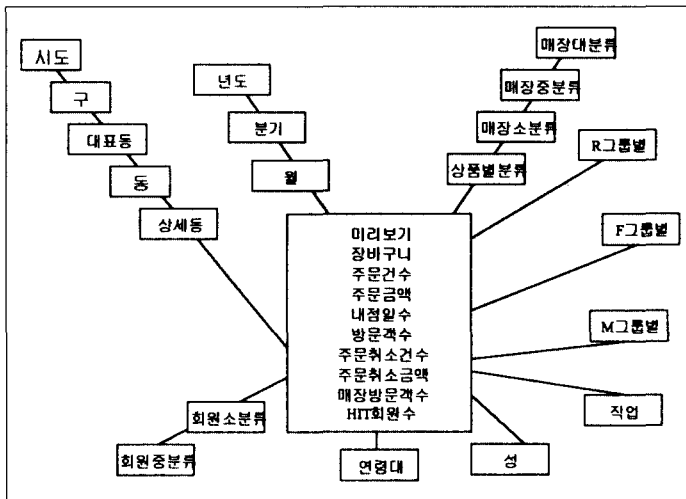 시도
구
대표동
동
상세동
년도
분기
월
매장대분류
매장중분류
매장소분류
상품별분류
R그룹별
F그룹별
M그룹별
직업
성
연령대
회원소분류
회원중분류
미리보기
장바구니
주문건수
주문금액
내점일수
방문객수
주문취소건수
주문취소금액
매장방문객수
HIT회원수